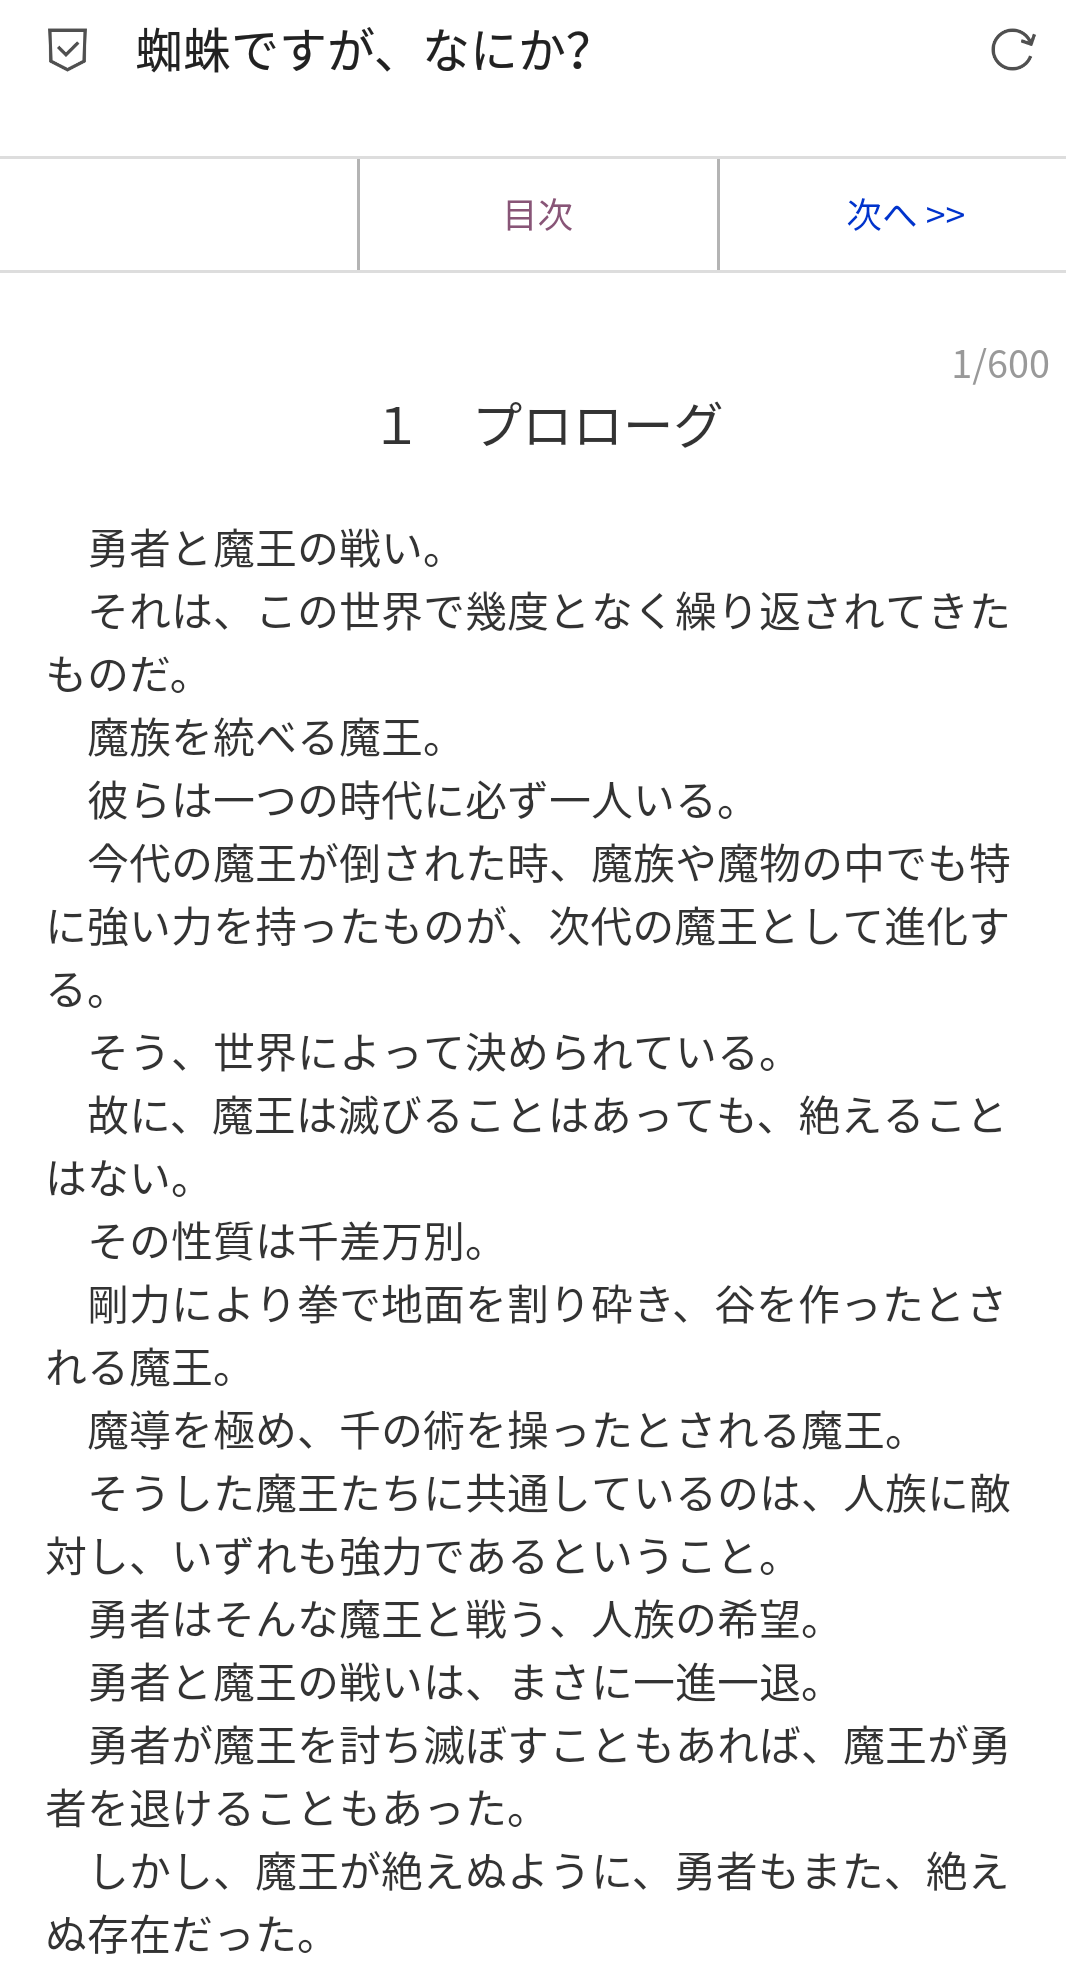 蜘蛛ですが、なにか?
目次
次へ >>
1/600
１　プロローグ
　勇者と魔王の戦い。
　それは、この世界で幾度となく繰り返されてきた
ものだ。
　魔族を統べる魔王。
　彼らは一つの時代に必ず一人いる。
　今代の魔王が倒された時、魔族や魔物の中でも特
に強い力を持ったものが、次代の魔王として進化す
る。
　そう、世界によって決められている。
　故に、魔王は滅びることはあっても、絶えること
はない。
　その性質は千差万別。
　剛力により拳で地面を割り砕き、谷を作ったとさ
れる魔王。
　魔導を極め、千の術を操ったとされる魔王。
　そうした魔王たちに共通しているのは、人族に敵
対し、いずれも強力であるということ。
　勇者はそんな魔王と戦う、人族の希望。
　勇者と魔王の戦いは、まさに一進一退。
　勇者が魔王を討ち滅ぼすこともあれば、魔王が勇
者を退けることもあった。
　しかし、魔王が絶えぬように、勇者もまた、絶え
ぬ存在だった。